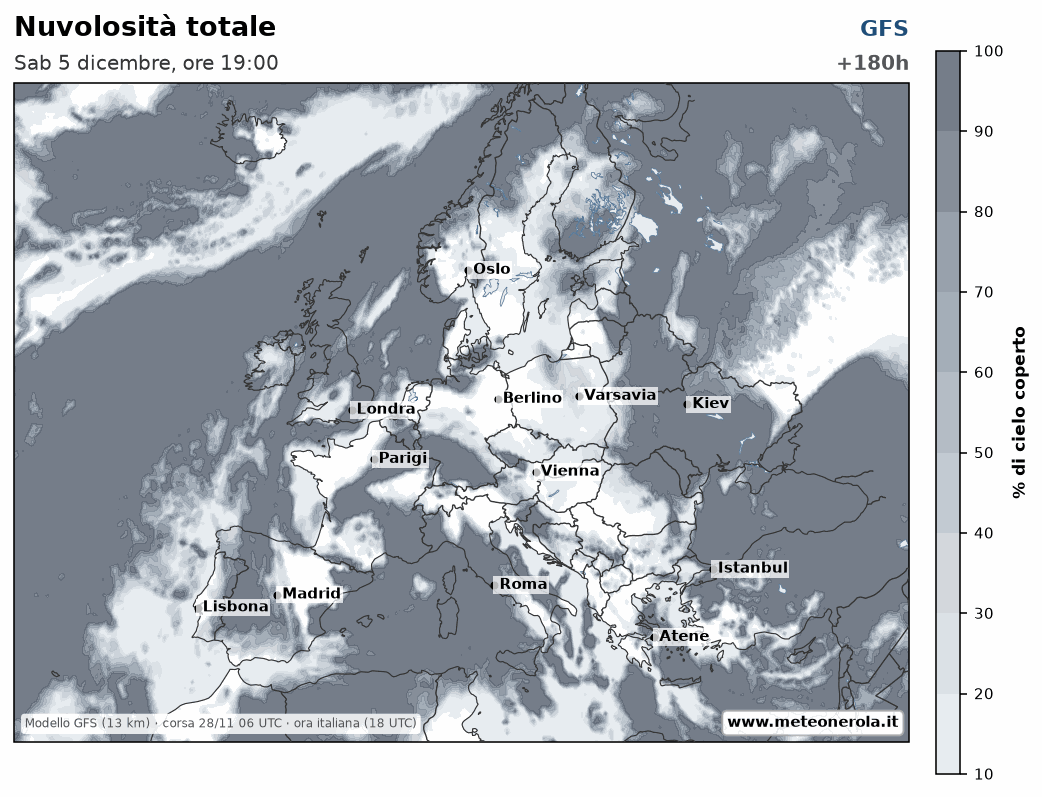 Nuvolosità totale
GFS
Sab 5 dicembre, ore 19:00
+180h
100
90
80
70
60
50
40
30
20
10
% di cielo coperto
Oslo
Berlino
Varsavia
Kiev
Londra
Parigi
Vienna
Istanbul
Roma
Madrid
Lisbona
Atene
Modello GFS (13 km) · corsa 28/11 06 UTC · ora italiana (18 UTC)
www.meteonerola.it